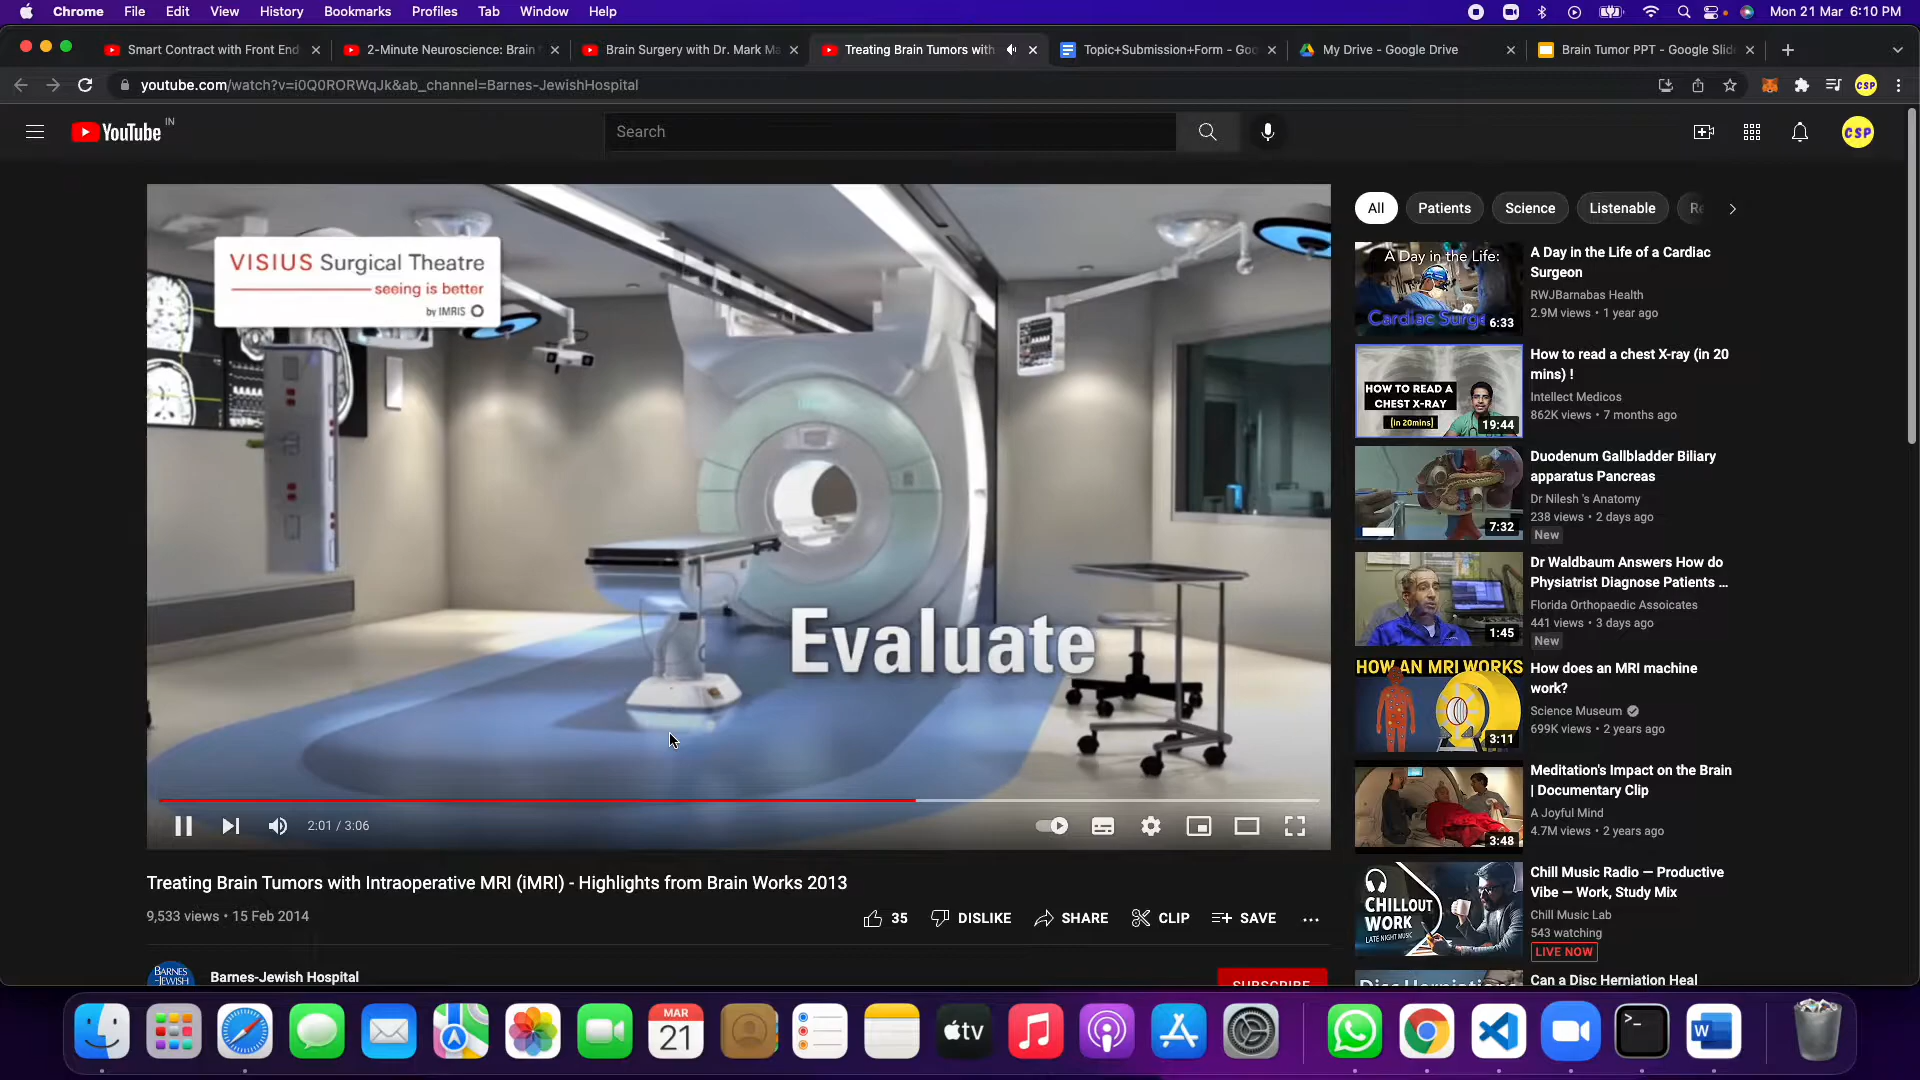 Chrome File Edit View History Bookmarks Profiles Tab Window Help Mon 21 Mar 6:10 PM
Smart Contract with Front End
2-Minute Neuroscience: Brain
Brain Surgery with Dr. Mark
Treating Brain Tumors with
Topic+Submission+Form - Goo
My Drive - Google Drive
Brain Tumor PPT - Google Slide
youtube.com/watch?v=i0Q0RORWqJk&ab_channel=Barnes-JewishHospital
CSP
YouTube IN
Search
CSP
VISIUS Surgical Theatre
seeing is better
by IMRIS
Evaluate
2:01 / 3:06
Treating Brain Tumors with Intraoperative MRI (iMRI) - Highlights from Brain Works 2013
9,533 views • 15 Feb 2014
35 DISLIKE SHARE CLIP SAVE
BARNES
JEWISH
Barnes-Jewish Hospital
SUBSCRIBE
All Patients Science Listenable Re
A Day in the Life:
Cardiac Surge
6:33
A Day in the Life of a Cardiac
Surgeon
RWJBarnabas Health
2.9M views • 1 year ago
HOW TO READ A
CHEST X-RAY
(in 20mins)
19:44
How to read a chest X-ray (in 20
mins) !
Intellect Medicos
862K views • 7 months ago
7:32
Duodenum Gallbladder Biliary
apparatus Pancreas
Dr Nilesh 's Anatomy
238 views • 2 days ago
New
1:45
Dr Waldbaum Answers How do
Physiatrist Diagnose Patients ...
Florida Orthopaedic Assoicates
441 views • 3 days ago
New
HOW AN MRI WORKS
3:11
How does an MRI machine
work?
Science Museum
699K views • 2 years ago
3:48
Meditation's Impact on the Brain
| Documentary Clip
A Joyful Mind
4.7M views • 2 years ago
CHILLOUT
WORK
LATE NIGHT MUSIC
Chill Music Radio — Productive
Vibe — Work, Study Mix
Chill Music Lab
543 watching
LIVE NOW
Can a Disc Herniation Heal
MAR
21
tv
W